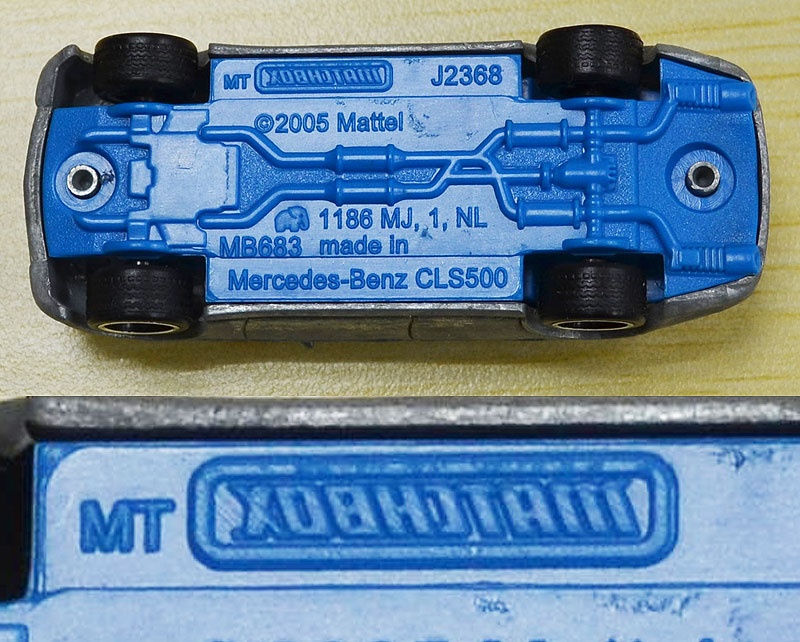 MT MATCHBOX J2368
©2005 Mattel
1186 MJ, 1, NL
MB683 made in
Mercedes-Benz CLS500
MT MATCHBOX